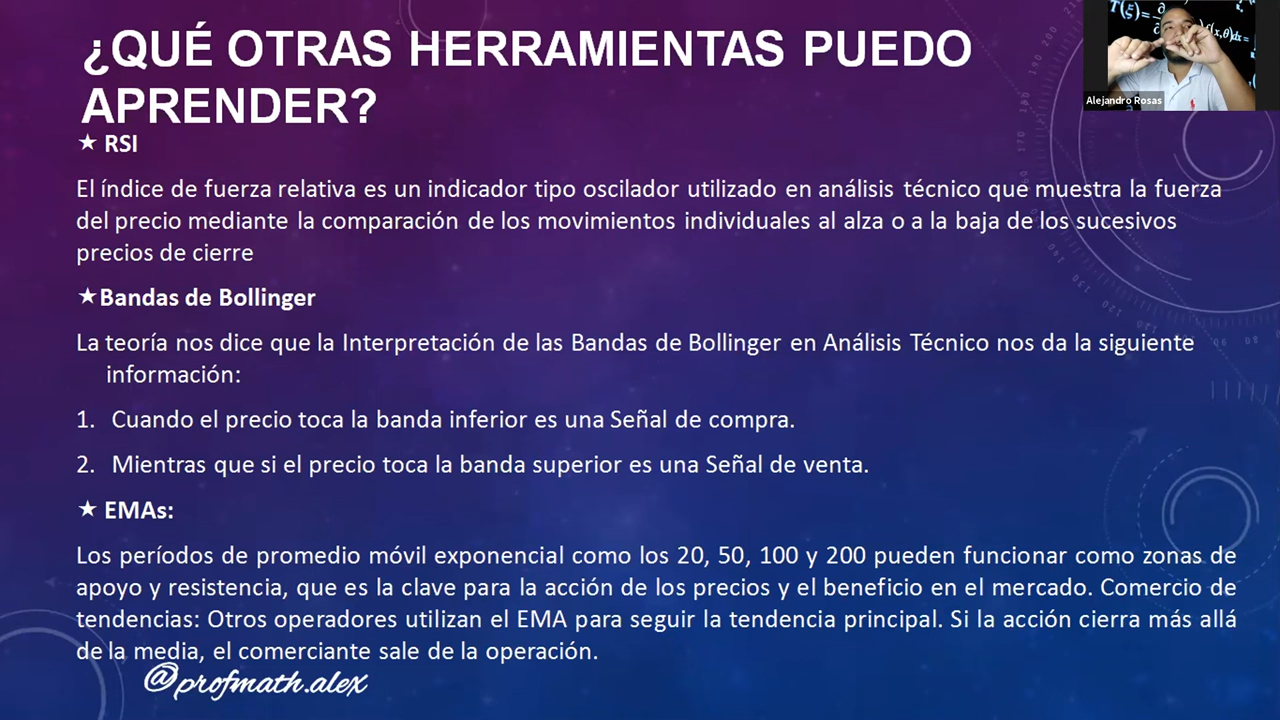 ¿QUÉ OTRAS HERRAMIENTAS PUEDO
APRENDER?
★ RSI
El índice de fuerza relativa es un indicador tipo oscilador utilizado en análisis técnico que muestra la fuerza
del precio mediante la comparación de los movimientos individuales al alza o a la baja de los sucesivos
precios de cierre
★Bandas de Bollinger
La teoría nos dice que la Interpretación de las Bandas de Bollinger en Análisis Técnico nos da la siguiente
información:
1. Cuando el precio toca la banda inferior es una Señal de compra.
2. Mientras que si el precio toca la banda superior es una Señal de venta.
★ EMAs:
Los períodos de promedio móvil exponencial como los 20, 50, 100 y 200 pueden funcionar como zonas de
apoyo y resistencia, que es la clave para la acción de los precios y el beneficio en el mercado. Comercio de
tendencias: Otros operadores utilizan el EMA para seguir la tendencia principal. Si la acción cierra más allá
de la media, el comerciante sale de la operación.
@profmath.alex
Alejandro Rosas